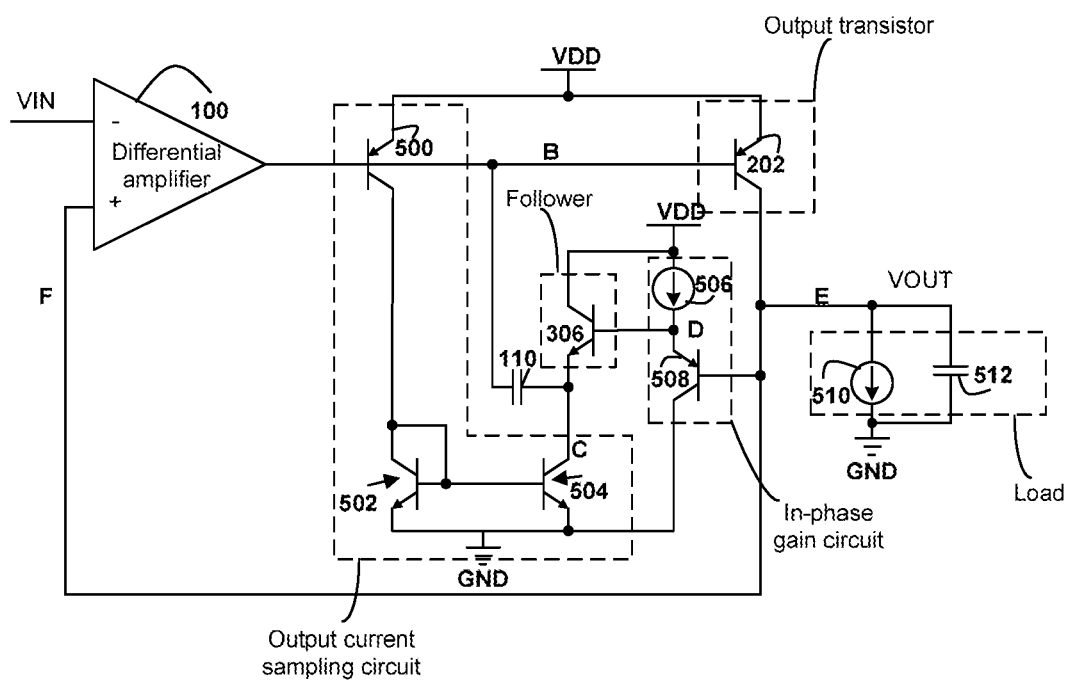 Output transistor
VDD
VIN
100
-
Differential
amplifier
+
500
B
202
Follower
VDD
506
F
E
VOUT
306
D
110
508
510
512
C
GND
502
504
Load
In-phase
gain circuit
GND
Output current
sampling circuit